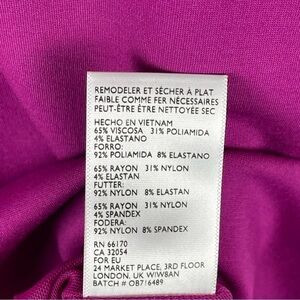 REMODELER ET SÉCHER À PLAT
FAIBLE COMME FER NÉCESSAIRES
PEUT-ÊTRE ÊTRE NETTOYÉE SEC
HECHO EN VIETNAM
65% VISCOSA 31% POLIAMIDA
4% ELASTANO
FORRO:
92% POLIAMIDA 8% ELASTANO
65% RAYON 31% NYLON
4% ELASTAN
FUTTER:
92% NYLON 8% ELASTAN
65% RAYON 31% NYLON
4% SPANDEX
FODERA:
92% NYLON 8% SPANDEX
RN 66170
CA 32054
FOR EU
24 MARKET PLACE, 3RD FLOOR
LONDON, UK WIW8AN
BATCH # OB716489